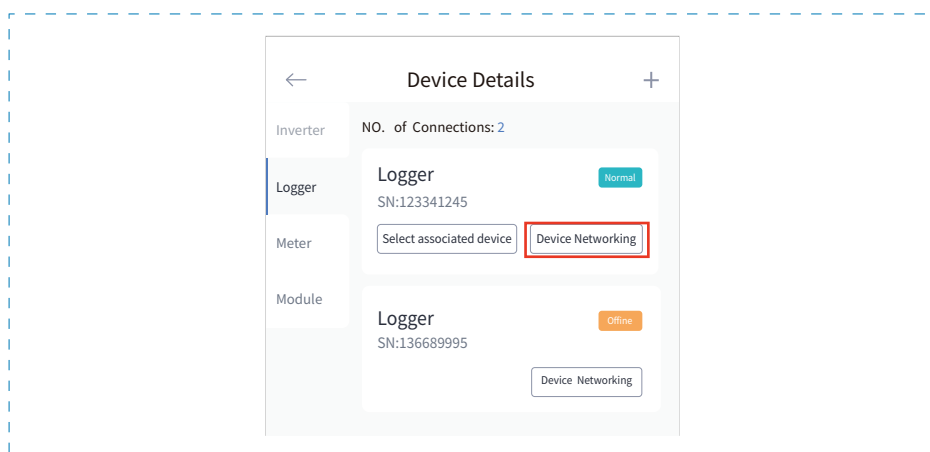 Device Details
Inverter
NO. of Connections: 2
Logger
Logger
Normal
SN:123341245
Select associated device
Device Networking
Meter
Module
Logger
Offine
SN:136689995
Device Networking